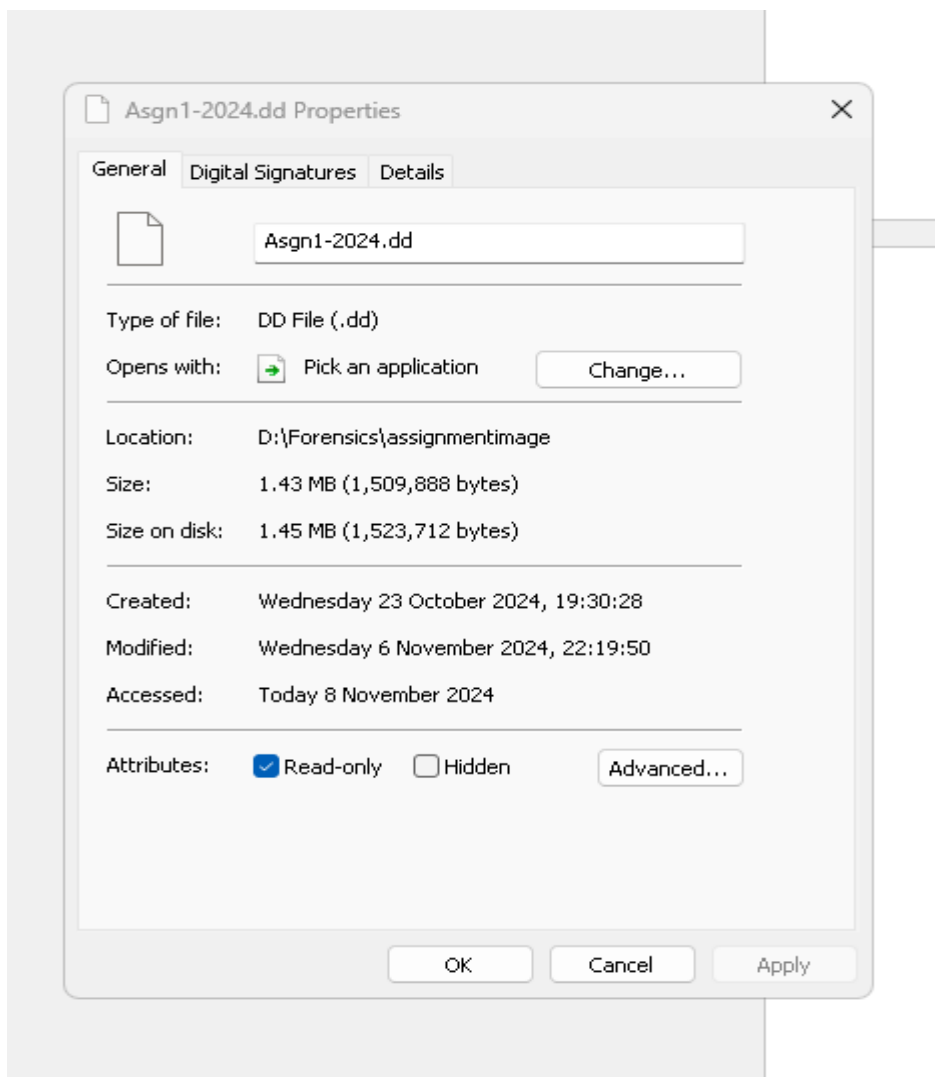 Asgn1-2024.dd Properties
General Digital Signatures Details
Asgn1-2024.dd
Type of file: DD File (.dd)
Opens with: Pick an application Change...
Location: D:\Forensics\assignmentimage
Size: 1.43 MB (1,509,888 bytes)
Size on disk: 1.45 MB (1,523,712 bytes)
Created: Wednesday 23 October 2024, 19:30:28
Modified: Wednesday 6 November 2024, 22:19:50
Accessed: Today 8 November 2024
Attributes: Read-only Hidden Advanced...
OK Cancel Apply